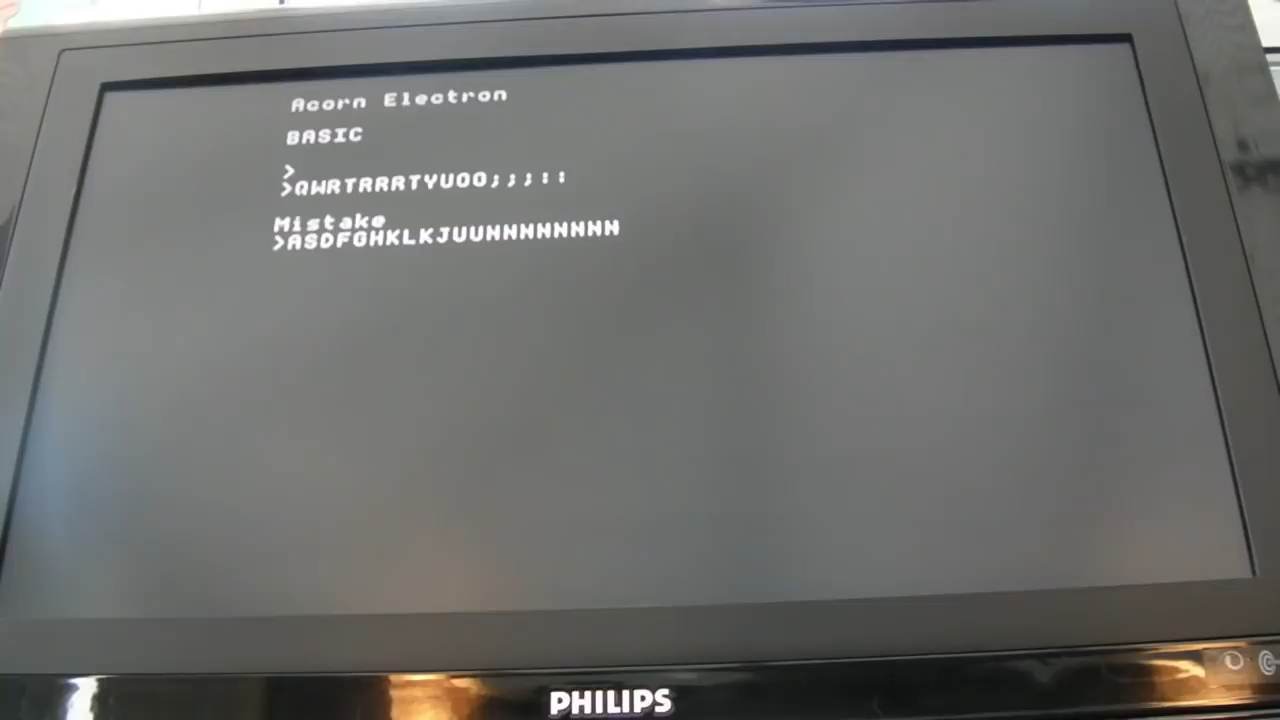 Acorn Electron
BASIC
>
>QWRTRRRTYUOO;;;::
Mistake
>ASDFGHKLKJUUNNNNNNNN
PHILIPS